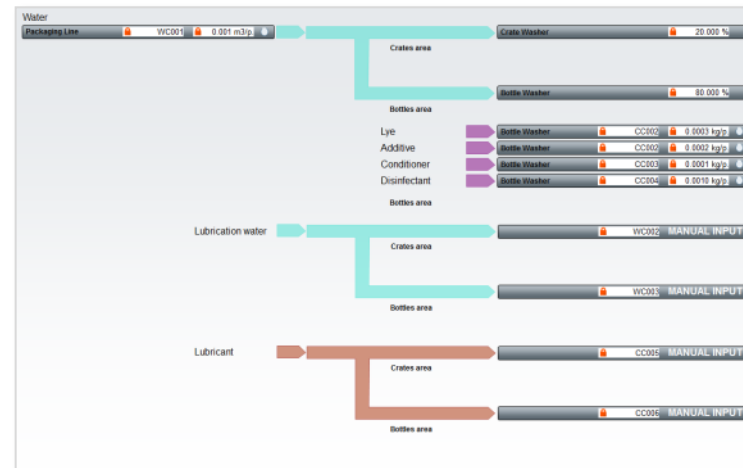 Water
Packaging Line WC001 0.001 m3/p.
Crate Washer 20.000 %
Crates area
Bottle Washer 80.000 %
Bottles area
Lye Bottle Washer CC002 0.0003 kg/p.
Additive Bottle Washer CC002 0.0002 kg/p.
Conditioner Bottle Washer CC003 0.0001 kg/p.
Disinfectant Bottle Washer CC004 0.0010 kg/p.
Bottles area
Lubrication water WC002 MANUAL INPUT
Crates area
WC003 MANUAL INPUT
Bottles area
Lubricant CC005 MANUAL INPUT
Crates area
CC006 MANUAL INPUT
Bottles area